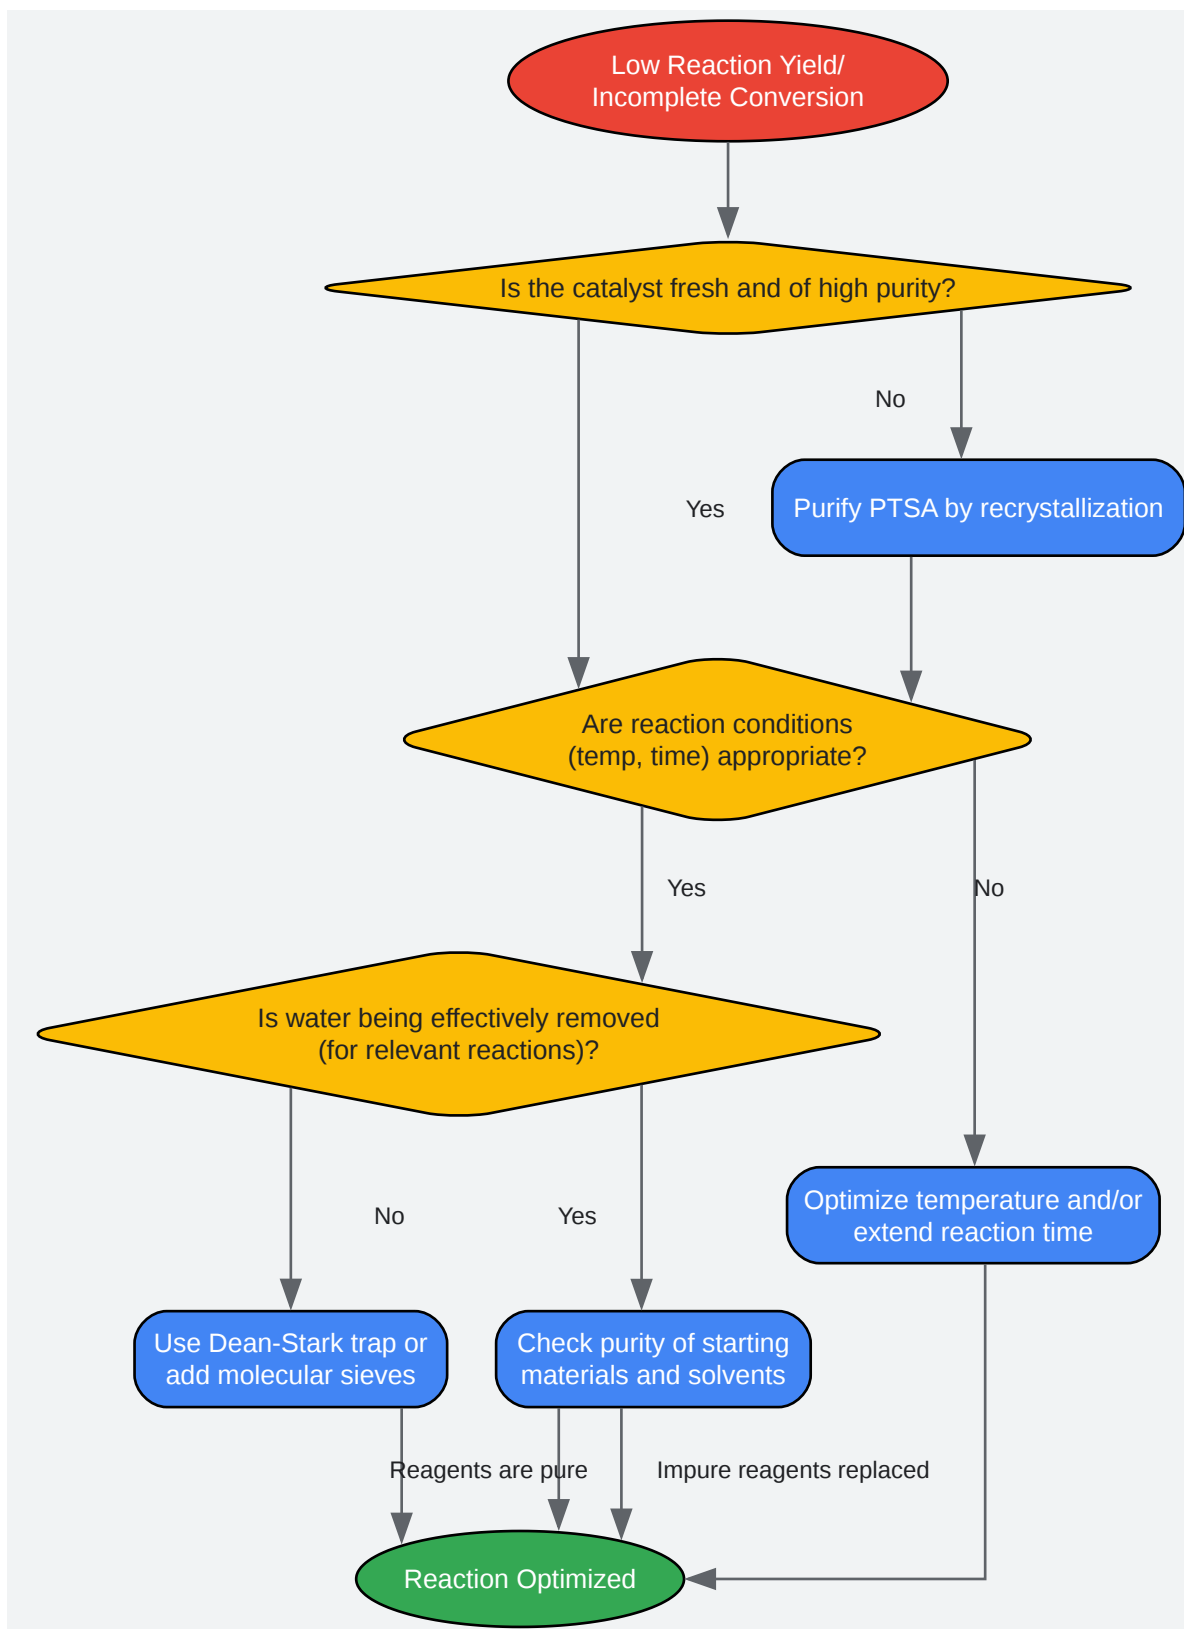 Low Reaction Yield/
Incomplete Conversion
Is the catalyst fresh and of high purity?
No
Yes
Purify PTSA by recrystallization
Are reaction conditions
(temp, time) appropriate?
Yes
No
Is water being effectively removed
(for relevant reactions)?
No
Yes
Optimize temperature and/or
extend reaction time
Use Dean-Stark trap or
add molecular sieves
Check purity of starting
materials and solvents
Reagents are pure
Impure reagents replaced
Reaction Optimized